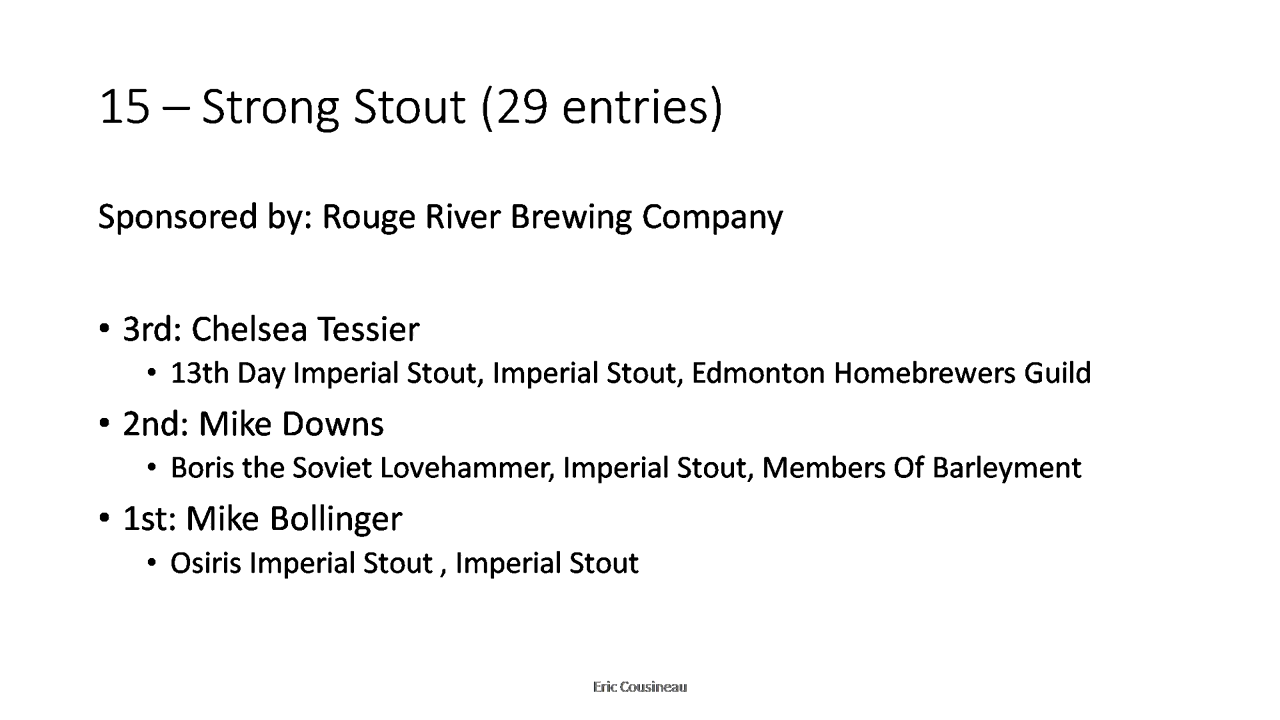 15 – Strong Stout (29 entries)
Sponsored by: Rouge River Brewing Company
• 3rd: Chelsea Tessier
• 13th Day Imperial Stout, Imperial Stout, Edmonton Homebrewers Guild
• 2nd: Mike Downs
• Boris the Soviet Lovehammer, Imperial Stout, Members Of Barleyment
• 1st: Mike Bollinger
• Osiris Imperial Stout , Imperial Stout
Eric Cousineau